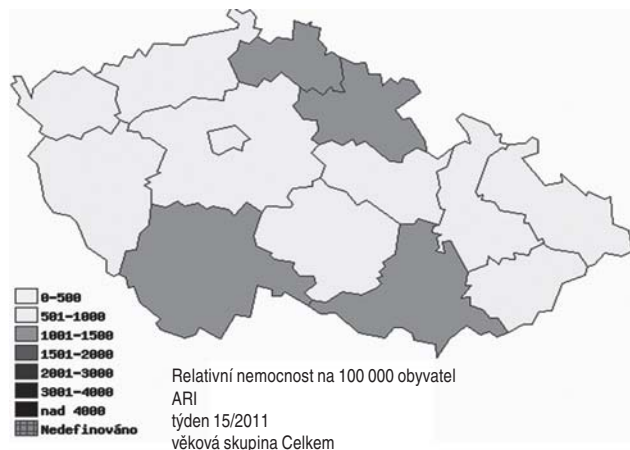 0-500
501-1000
1001-1500
1501-2000
2001-3000
3001-4000
nad 4000
Nedefinováno
Relativní nemocnost na 100 000 obyvatel
ARI
týden 15/2011
věková skupina Celkem